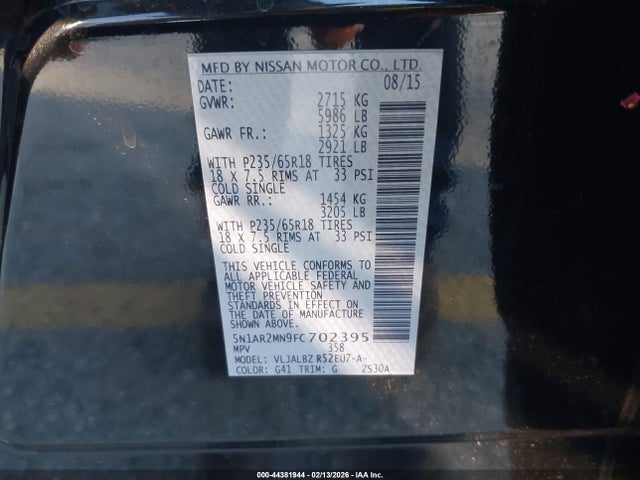 MFD BY NISSAN MOTOR CO., LTD.
DATE: 08/15
GVWR: 2715 KG
5986 LB
GAWR FR.: 1325 KG
2921 LB
WITH P235/65R18 TIRES
18 X 7.5 RIMS AT 33 PSI
COLD SINGLE
GAWR RR.: 1454 KG
3205 LB
WITH P235/65R18 TIRES
18 X 7.5 RIMS AT 33 PSI
COLD SINGLE
THIS VEHICLE CONFORMS TO
ALL APPLICABLE FEDERAL
MOTOR VEHICLE SAFETY AND
THEFT PREVENTION
STANDARDS IN EFFECT ON
THE DATE OF MANUFACTURE
SHOWN ABOVE.
5N1AR2MN9FC702395
MPV 358
VLJALBZ R52EU7-A-
COLOR: G41 TRIM: G ZS30A
000-44381944 - 02/13/2026 - IAA Inc.